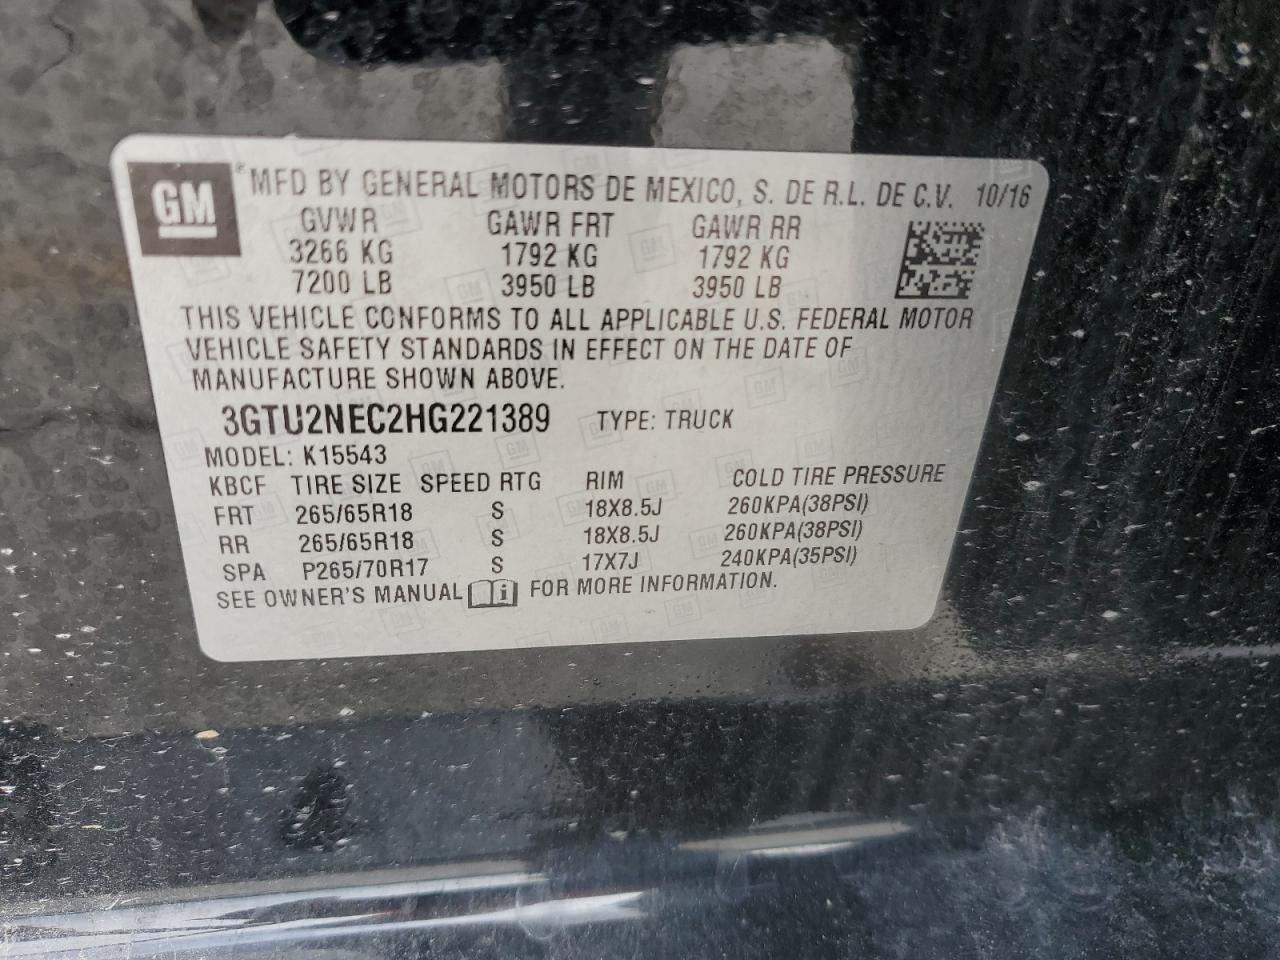 GM ® MFD BY GENERAL MOTORS DE MEXICO, S. DE R.L. DE C.V. 10/16
GVWR GAWR FRT GAWR RR
3266 KG 1792 KG 1792 KG
7200 LB 3950 LB 3950 LB
THIS VEHICLE CONFORMS TO ALL APPLICABLE U.S. FEDERAL MOTOR
VEHICLE SAFETY STANDARDS IN EFFECT ON THE DATE OF
MANUFACTURE SHOWN ABOVE.
3GTU2NEC2HG221389 TYPE: TRUCK
MODEL: K15543
KBCF TIRE SIZE SPEED RTG RIM COLD TIRE PRESSURE
FRT 265/65R18 S 18X8.5J 260KPA(38PSI)
RR 265/65R18 S 18X8.5J 260KPA(38PSI)
SPA P265/70R17 S 17X7J 240KPA(35PSI)
SEE OWNER'S MANUAL i FOR MORE INFORMATION.